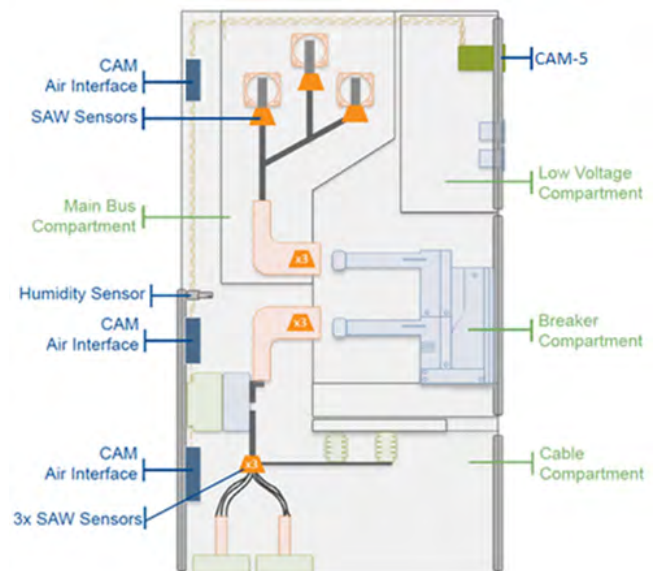 CAM
Air Interface
CAM-5
SAW Sensors
Low Voltage
Compartment
Main Bus
Compartment
x3
Humidity Sensor
x3
CAM
Air Interface
Breaker
Compartment
CAM
Air Interface
x3
Cable
Compartment
3x SAW Sensors